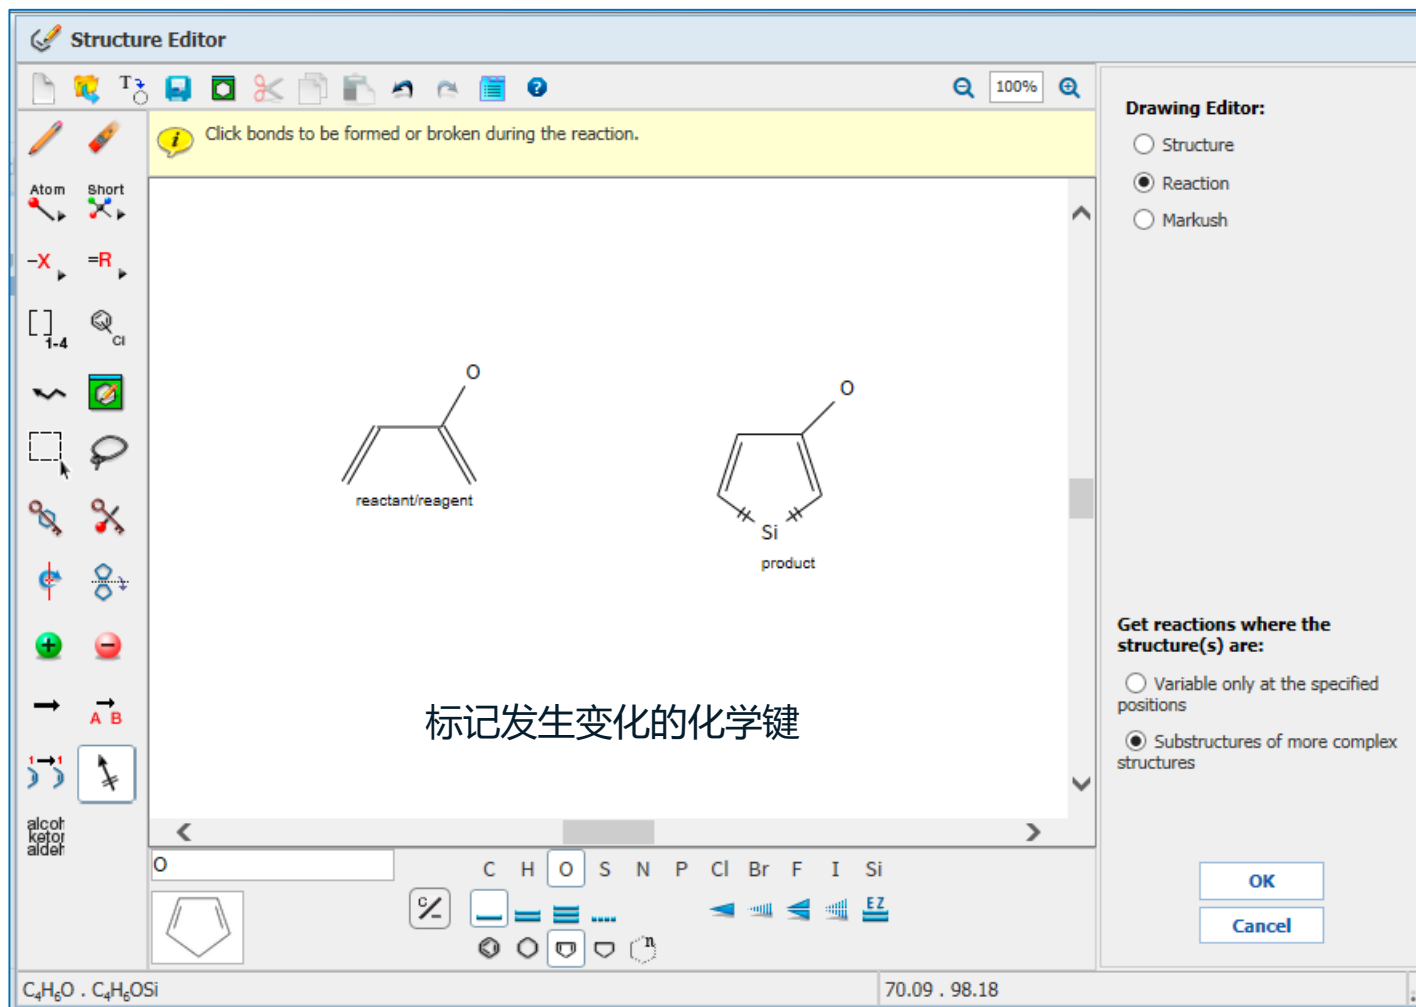 Structure Editor
T
100%
Click bonds to be formed or broken during the reaction.
Drawing Editor:
Structure
Reaction
Markush
Atom
Short
-X
=R
[ ]
1-4
Cl
O
reactant/reagent
O
Si
product
A B
1→1
标记发生变化的化学键
Get reactions where the
structure(s) are:
Variable only at the specified
positions
Substructures of more complex
structures
alcoh
ketor
aldeh
O
C H O S N P Cl Br F I Si
C
EZ
n
OK
Cancel
C₄H₆O . C₄H₆OSi
70.09 . 98.18